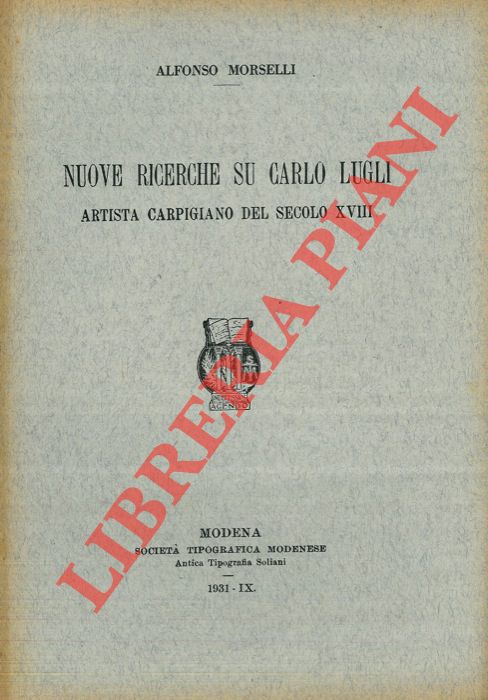 ALFONSO MORSELLI
NUOVE RICERCHE SU CARLO LUGLI
ARTISTA CARPIGIANO DEL SECOLO XVIII
AGENDO
MODENA
SOCIETÀ TIPOGRAFICA MODENESE
Antica Tipografia Soliani
1931 - IX.
LIBRERIA PIANI